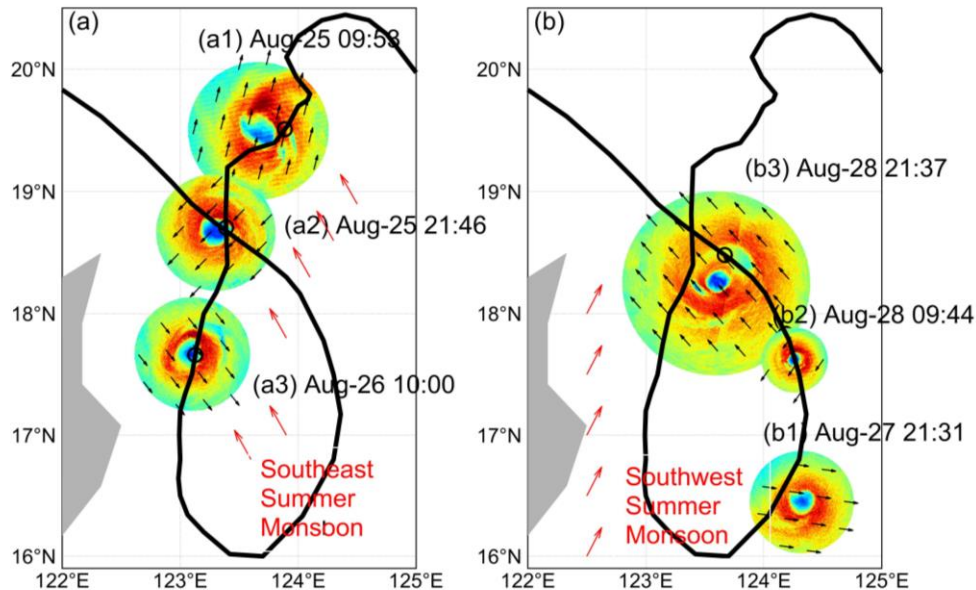 (a)
(a1) Aug-25 09:53
20°N
19°N
(a2) Aug-25 21:46
18°N
(a3) Aug-26 10:00
17°N
Southeast
Summer
Monsoon
16°N
122°E
123°E
124°E
125°E
(b)
20°N
(b3) Aug-28 21:37
19°N
18°N
(b2) Aug-28 09:44
(b1) Aug-27 21:31
17°N
Southwest
Summer
Monsoon
16°N
122°E
123°E
124°E
125°E